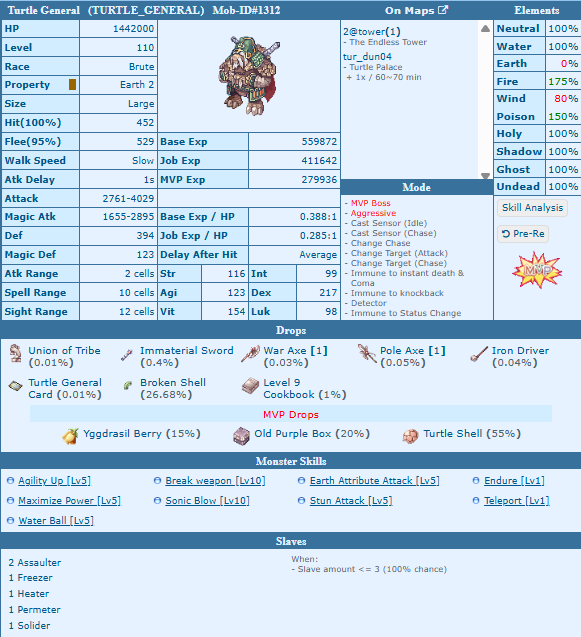 Turtle General (TURTLE_GENERAL) Mob-ID#1312
HP 1442000
Level 110
Race Brute
Property Earth 2
Size Large
Hit(100%) 452
Flee(95%) 529 Base Exp 559872
Walk Speed Slow Job Exp 411642
Atk Delay 1s MVP Exp 279936
Attack 2761-4029
Magic Atk 1655-2895 Base Exp / HP 0.388:1
Def 394 Job Exp / HP 0.285:1
Magic Def 123 Delay After Hit Average
Atk Range 2 cells Str 116 Int 99
Spell Range 10 cells Agi 123 Dex 217
Sight Range 12 cells Vit 154 Luk 98
On Maps
2@tower(1)
- The Endless Tower
tur_dun04
- Turtle Palace
+ 1x / 60~70 min
Mode
- MVP Boss
- Aggressive
- Cast Sensor (Idle)
- Cast Sensor (Chase)
- Change Chase
- Change Target (Attack)
- Change Target (Chase)
- Immune to instant death &
Coma
- Immune to knockback
- Detector
- Immune to Status Change
Elements
Neutral 100%
Water 100%
Earth 0%
Fire 175%
Wind 80%
Poison 150%
Holy 100%
Shadow 100%
Ghost 100%
Undead 100%
Skill Analysis
Pre-Re
MVP
Drops
Union of Tribe (0.01%)
Immaterial Sword (0.4%)
War Axe [1] (0.03%)
Pole Axe [1] (0.05%)
Iron Driver (0.04%)
Turtle General Card (0.01%)
Broken Shell (26.68%)
Level 9 Cookbook (1%)
MVP Drops
Yggdrasil Berry (15%) Old Purple Box (20%) Turtle Shell (55%)
Monster Skills
Agility Up [Lv5] Break weapon [Lv10] Earth Attribute Attack [Lv5] Endure [Lv1]
Maximize Power [Lv5] Sonic Blow [Lv10] Stun Attack [Lv5] Teleport [Lv1]
Water Ball [Lv5]
Slaves
2 Assaulter
1 Freezer
1 Heater
1 Permeter
1 Solider
When:
- Slave amount <= 3 (100% chance)